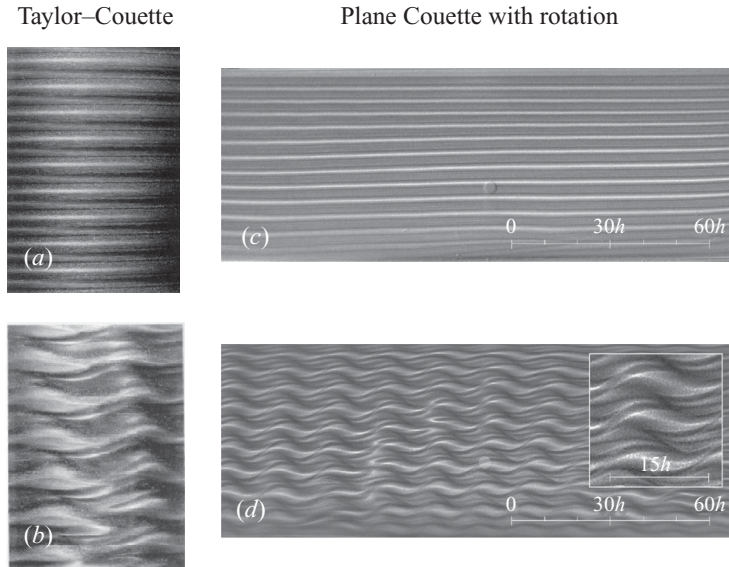 Taylor–Couette
Plane Couette with rotation
(a)
(c)
0 30h 60h
(b)
(d)
15h
0 30h 60h